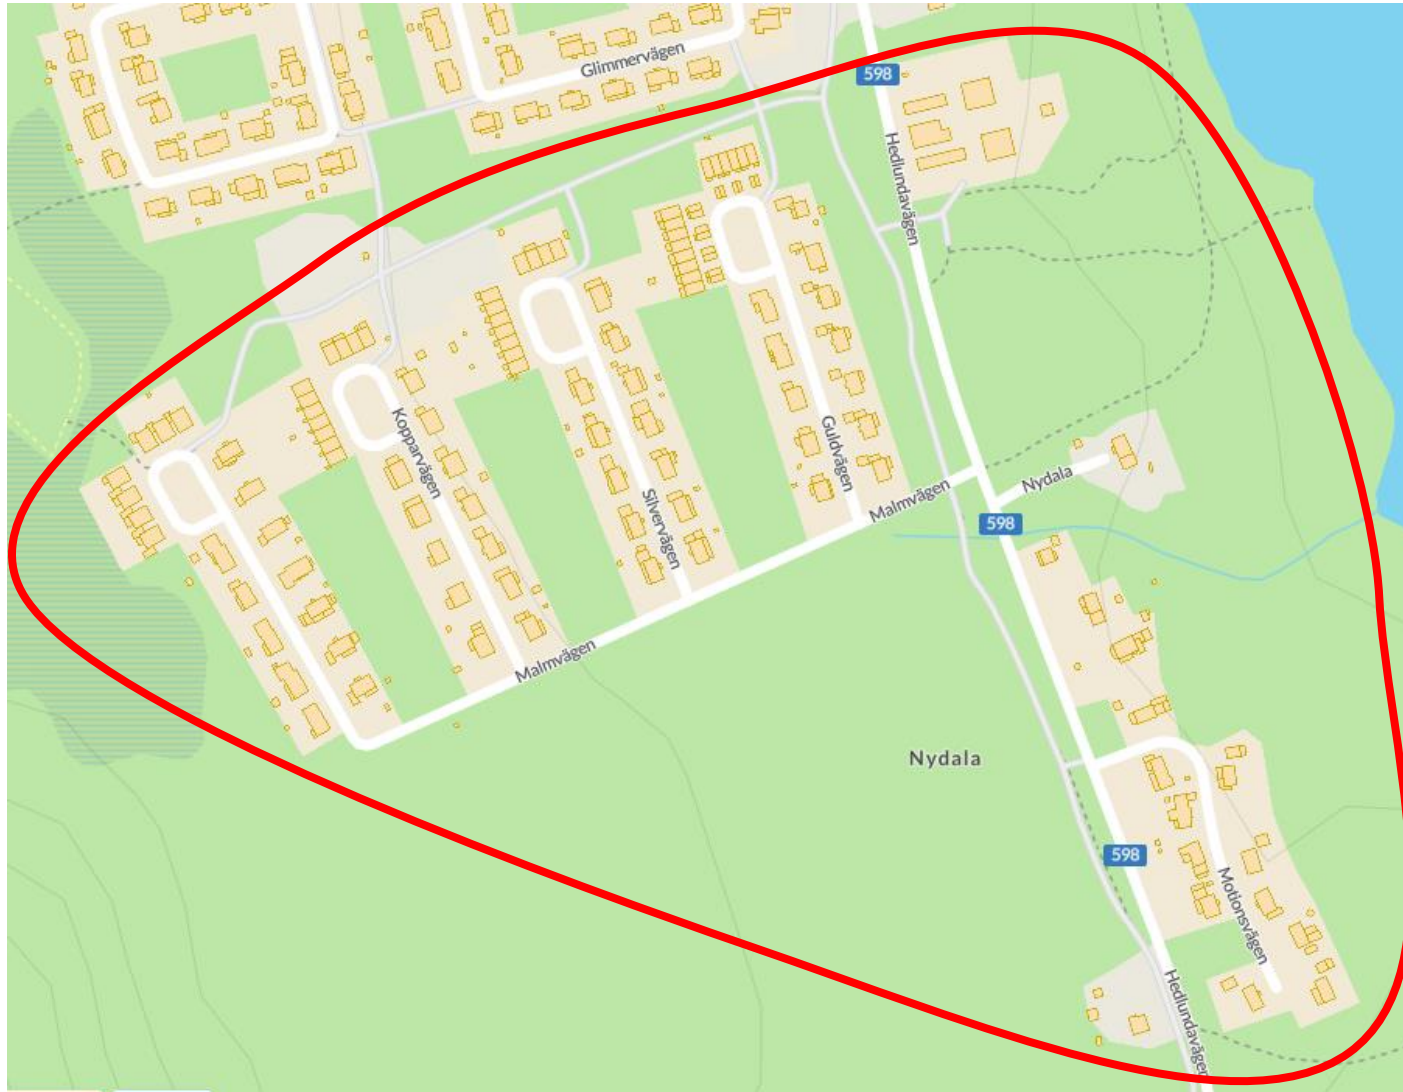 Glimmervägen
598
Hedlundavägen
Kopparvägen
Guldvägen
Silvervägen
Malmvägen
Nydala
598
Malmvägen
Nydala
598
Motionsvägen
Hedlundavägen